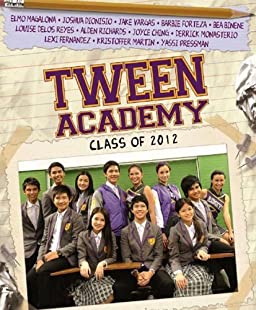 ELMO MAGALONA • JOSHUA DIONISIO • JAKE VARGAS • BARBIE FORTEZA • BEA BINENE
LOUISE DELOS REYES • ALDEN RICHARDS • JOYCE CHING • DERRICK MONASTERIO
LEXI FERNANDEZ • KRISTOFFER MARTIN • YASSI PRESSMAN
TWEEN
ACADEMY
CLASS OF 2012